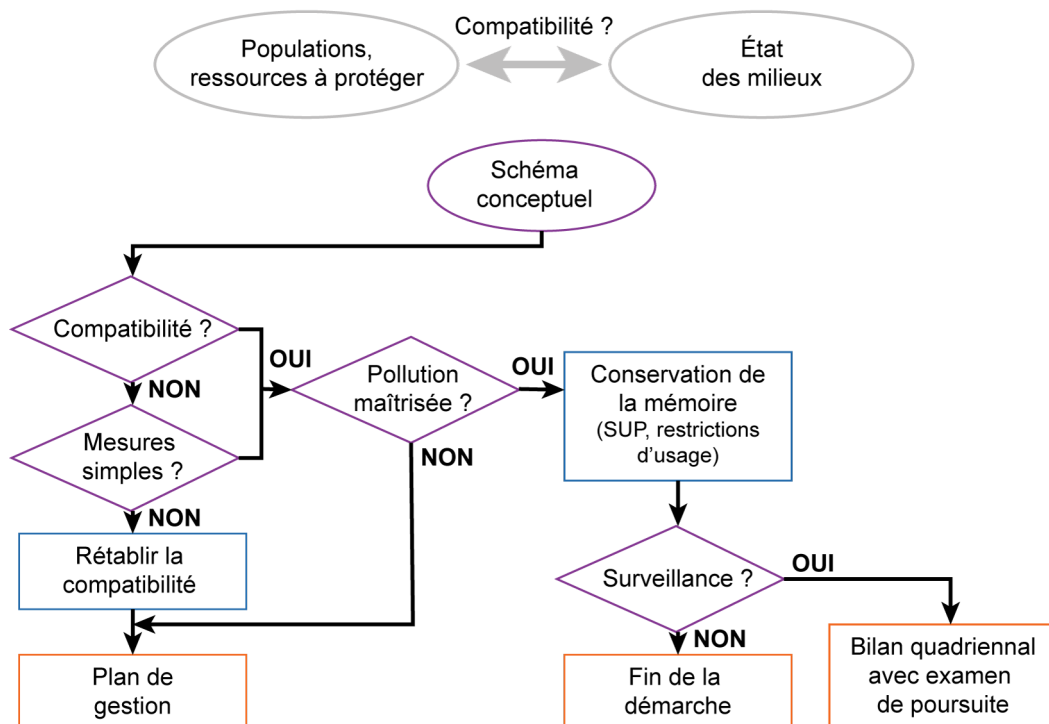 Compatibilité ?
Populations,
ressources à protéger
État
des milieux
Schéma
conceptuel
Compatibilité ?
OUI
NON
Mesures
simples ?
NON
Rétablir la
compatibilité
Plan de
gestion
Pollution
maîtrisée ?
OUI
NON
Conservation de
la mémoire
(SUP, restrictions
d'usage)
Surveillance ?
OUI
NON
Fin de la
démarche
Bilan quadriennal
avec examen
de poursuite